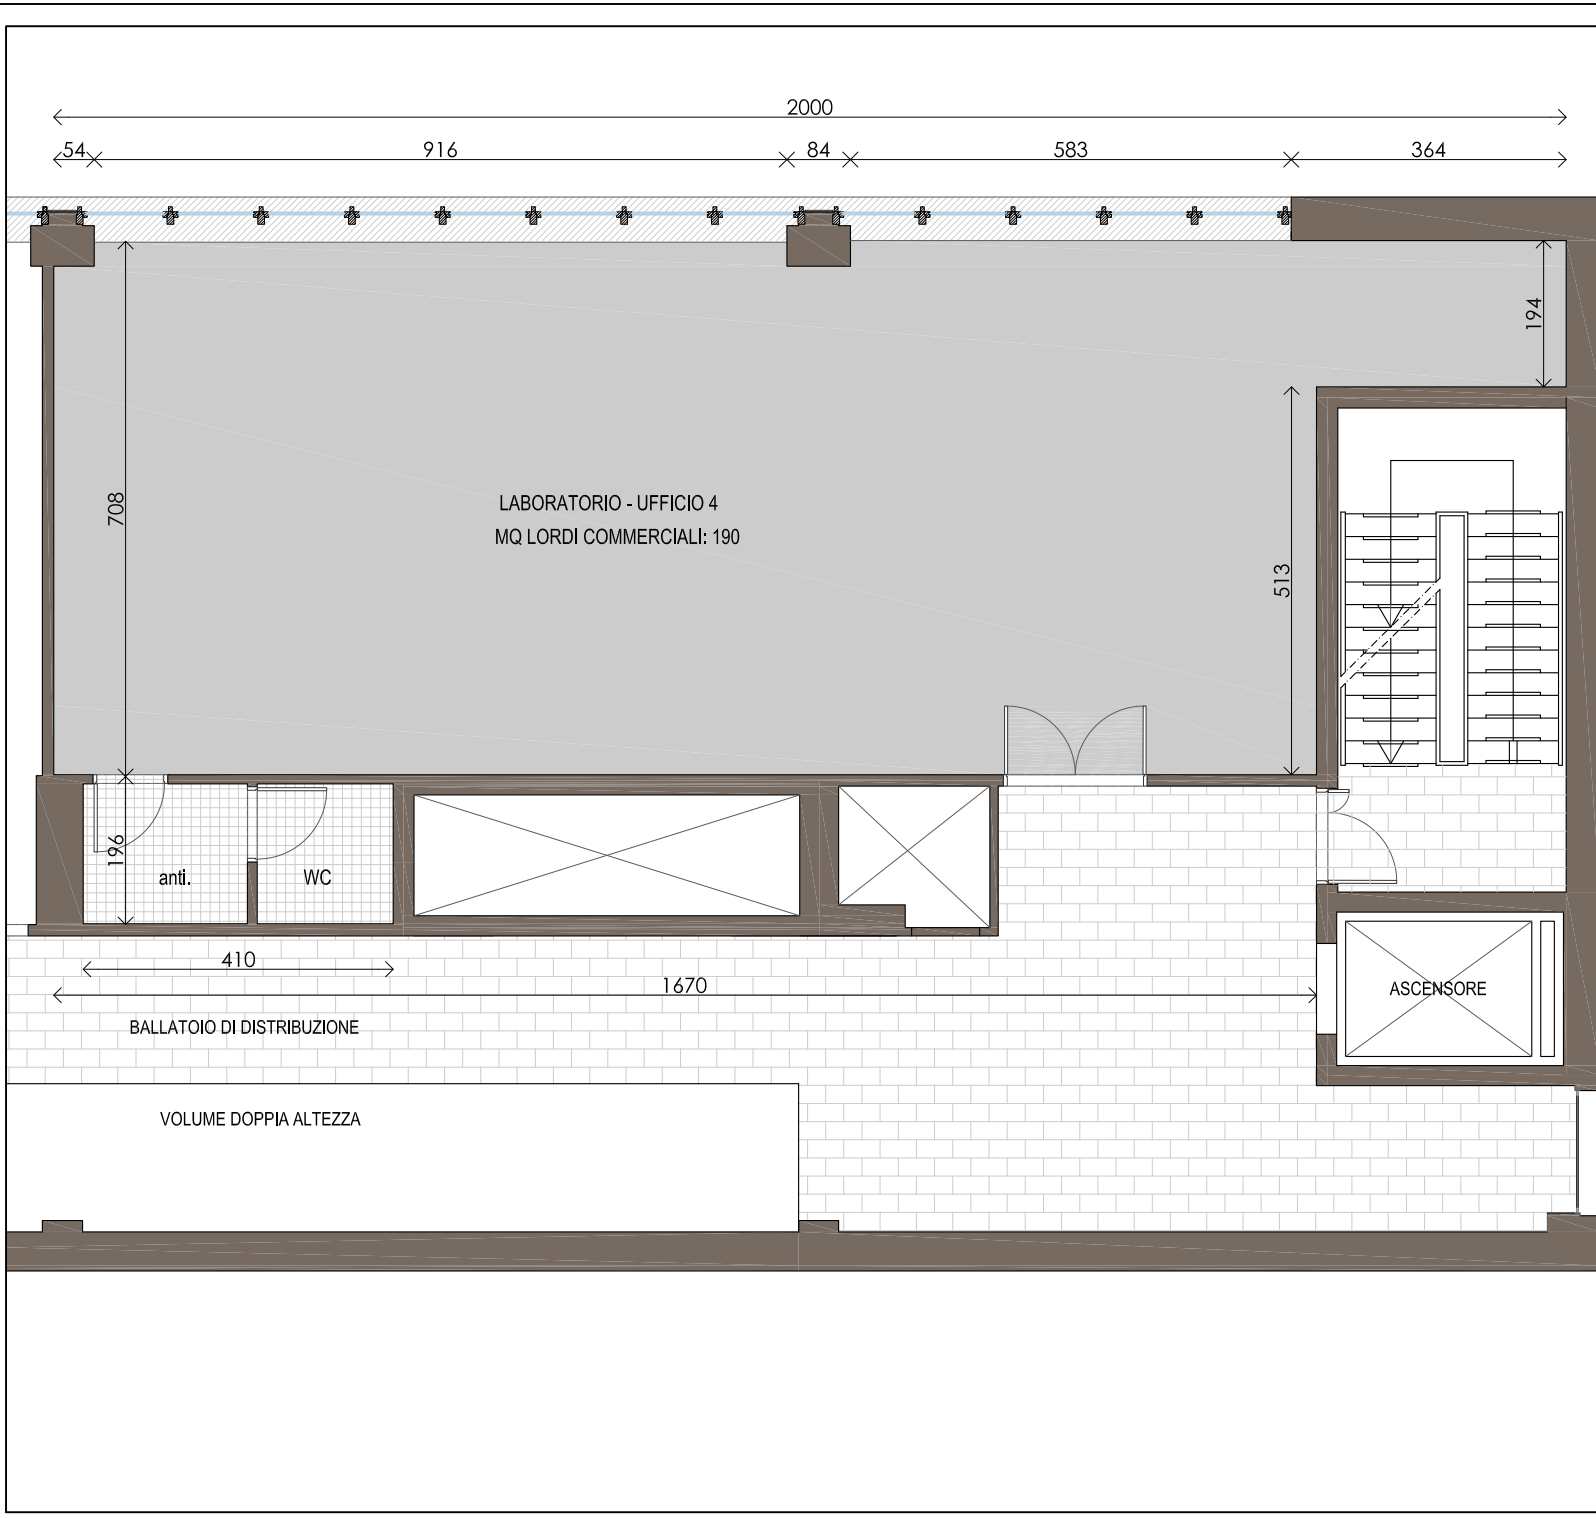 2000
54 916 84 583 364
194
708
LABORATORIO - UFFICIO 4
MQ LORDI COMMERCIALI: 190
513
196
anti. WC
410
1670
ASCENSORE
BALLATOIO DI DISTRIBUZIONE
VOLUME DOPPIA ALTEZZA